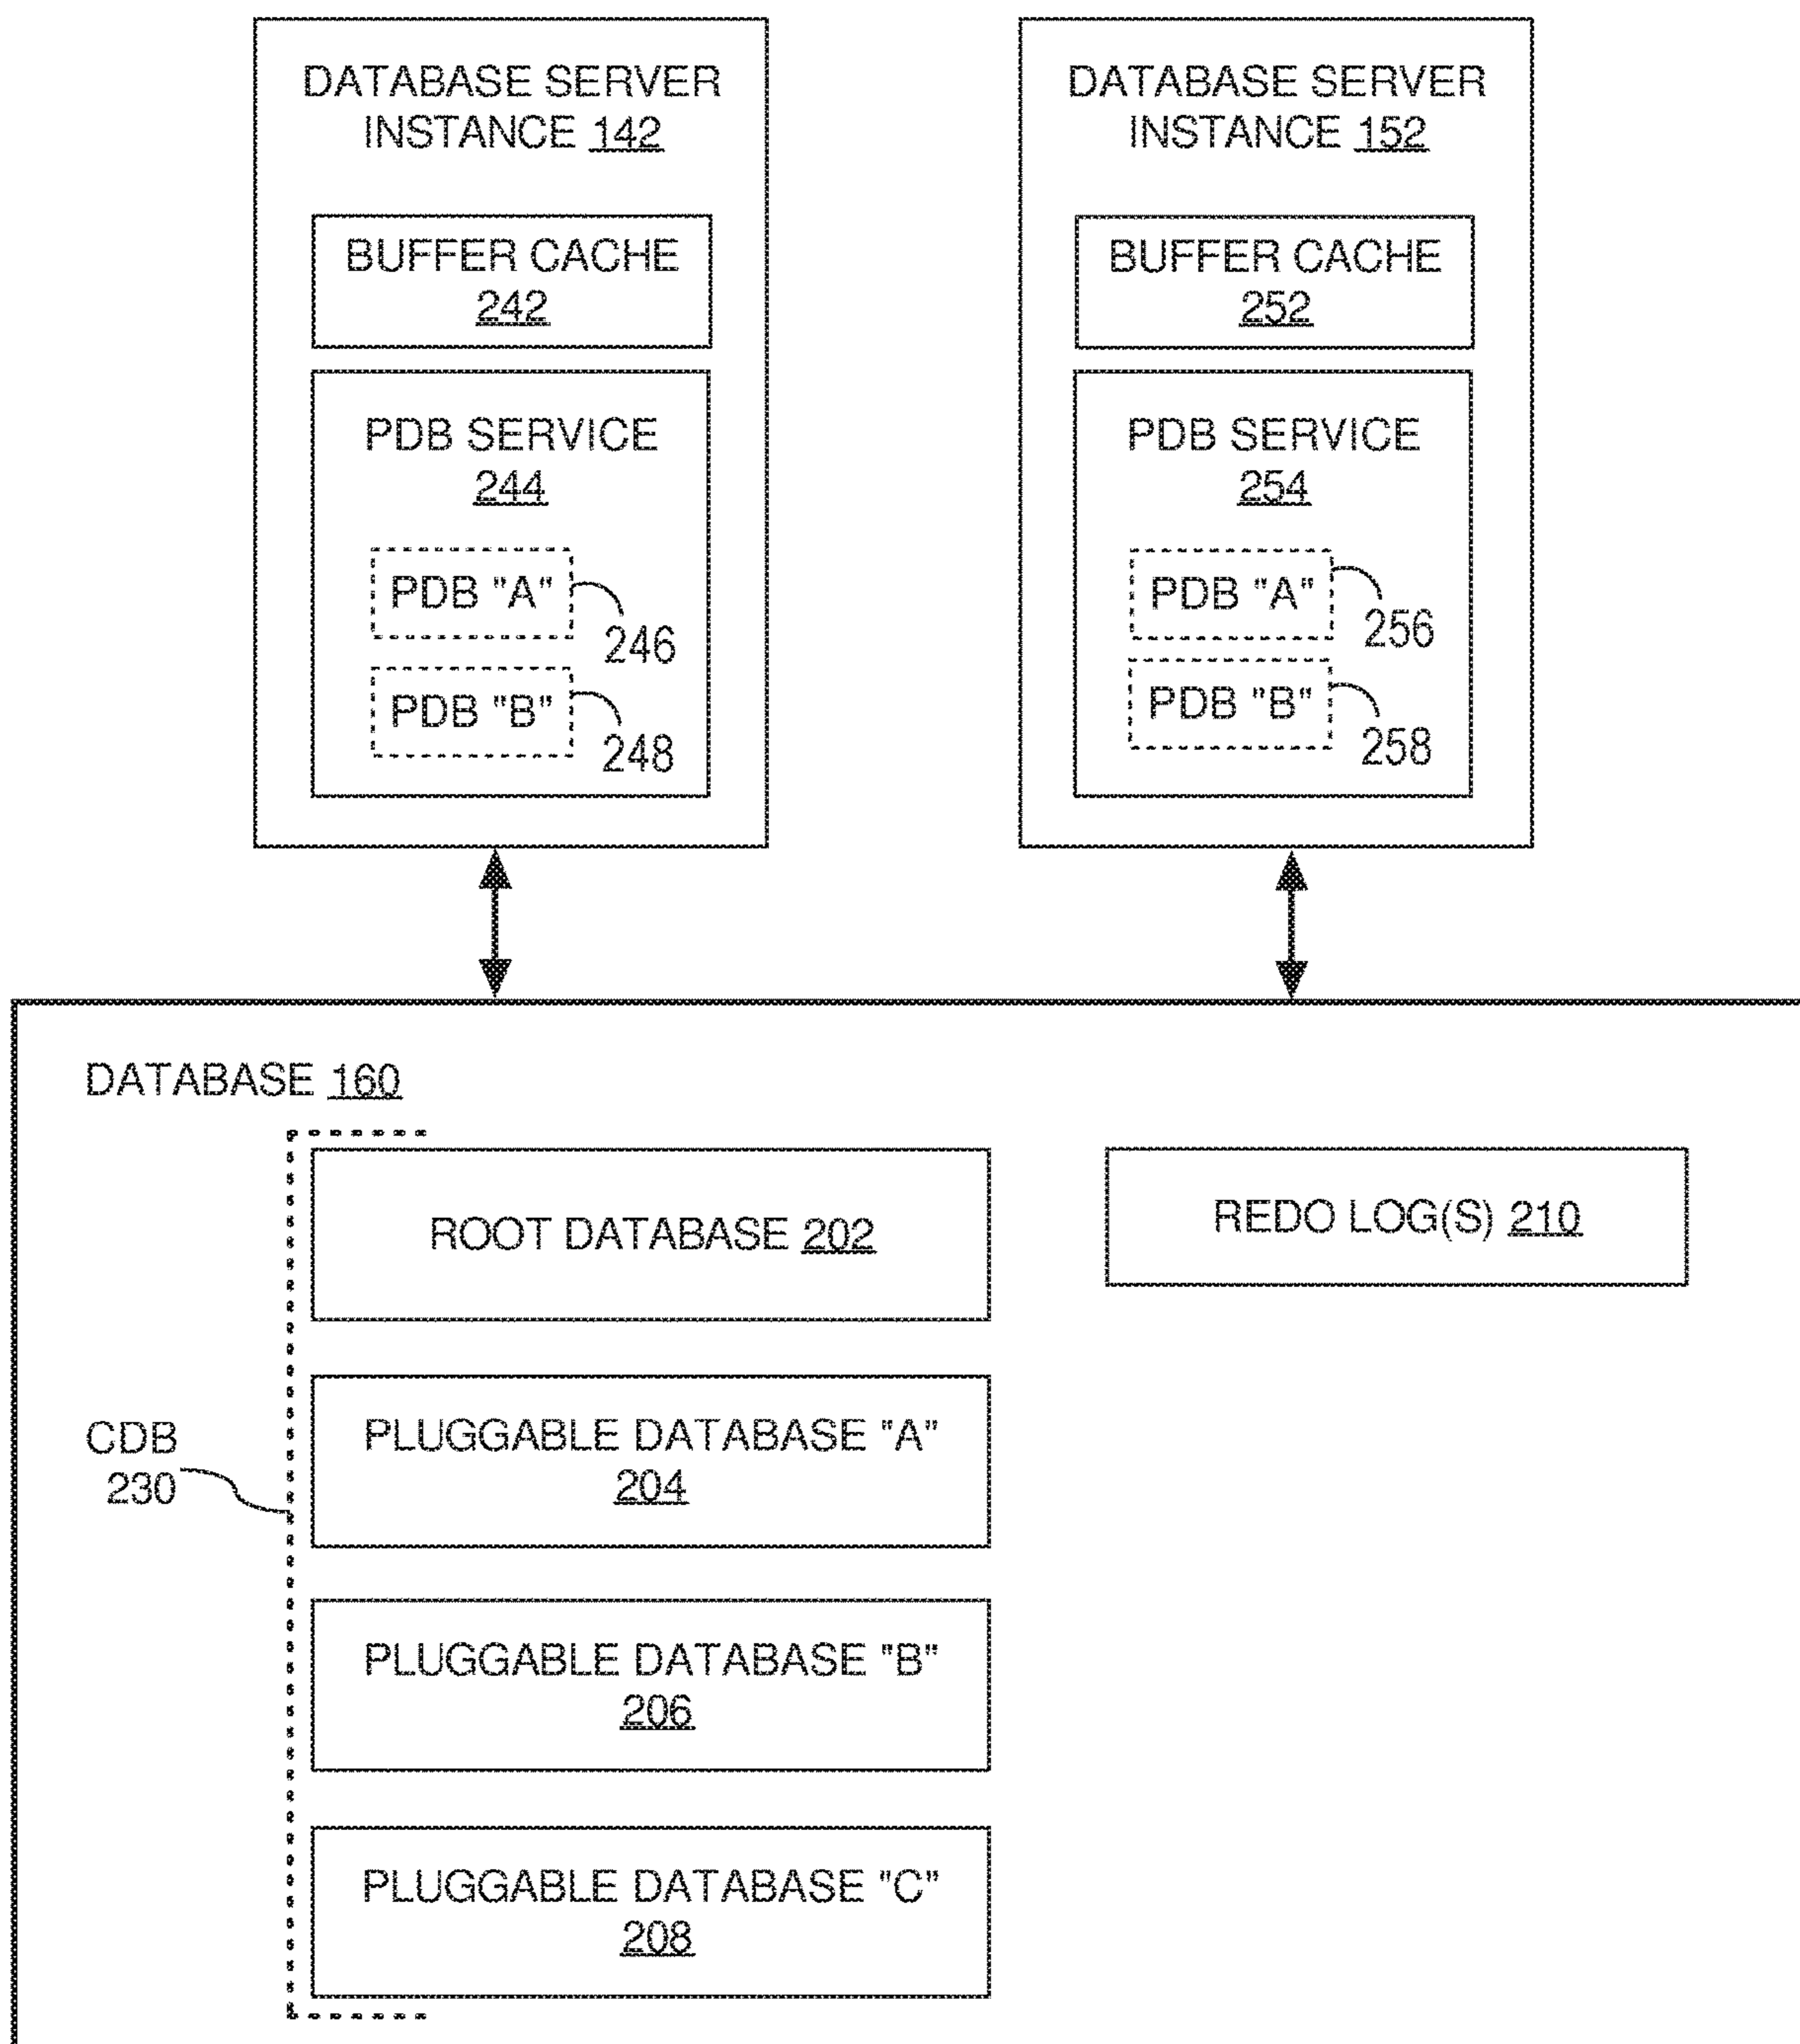 DATABASE SERVER
INSTANCE 142
BUFFER CACHE
242
PDB SERVICE
244
PDB "A"
246
PDB "B"
248
DATABASE SERVER
INSTANCE 152
BUFFER CACHE
252
PDB SERVICE
254
PDB "A"
256
PDB "B"
258
DATABASE 160
ROOT DATABASE 202
REDO LOG(S) 210
CDB
230
PLUGGABLE DATABASE "A"
204
PLUGGABLE DATABASE "B"
206
PLUGGABLE DATABASE "C"
208